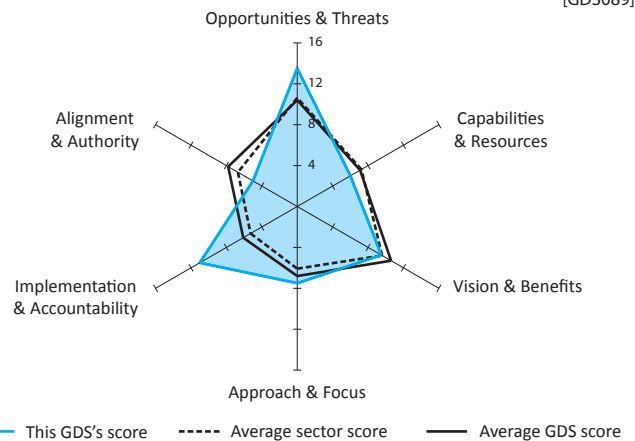 [GDS089]
Opportunities & Threats
16
12
8
4
Alignment
& Authority
Capabilities
& Resources
Implementation
& Accountability
Vision & Benefits
Approach & Focus
This GDS's score
Average sector score
Average GDS score